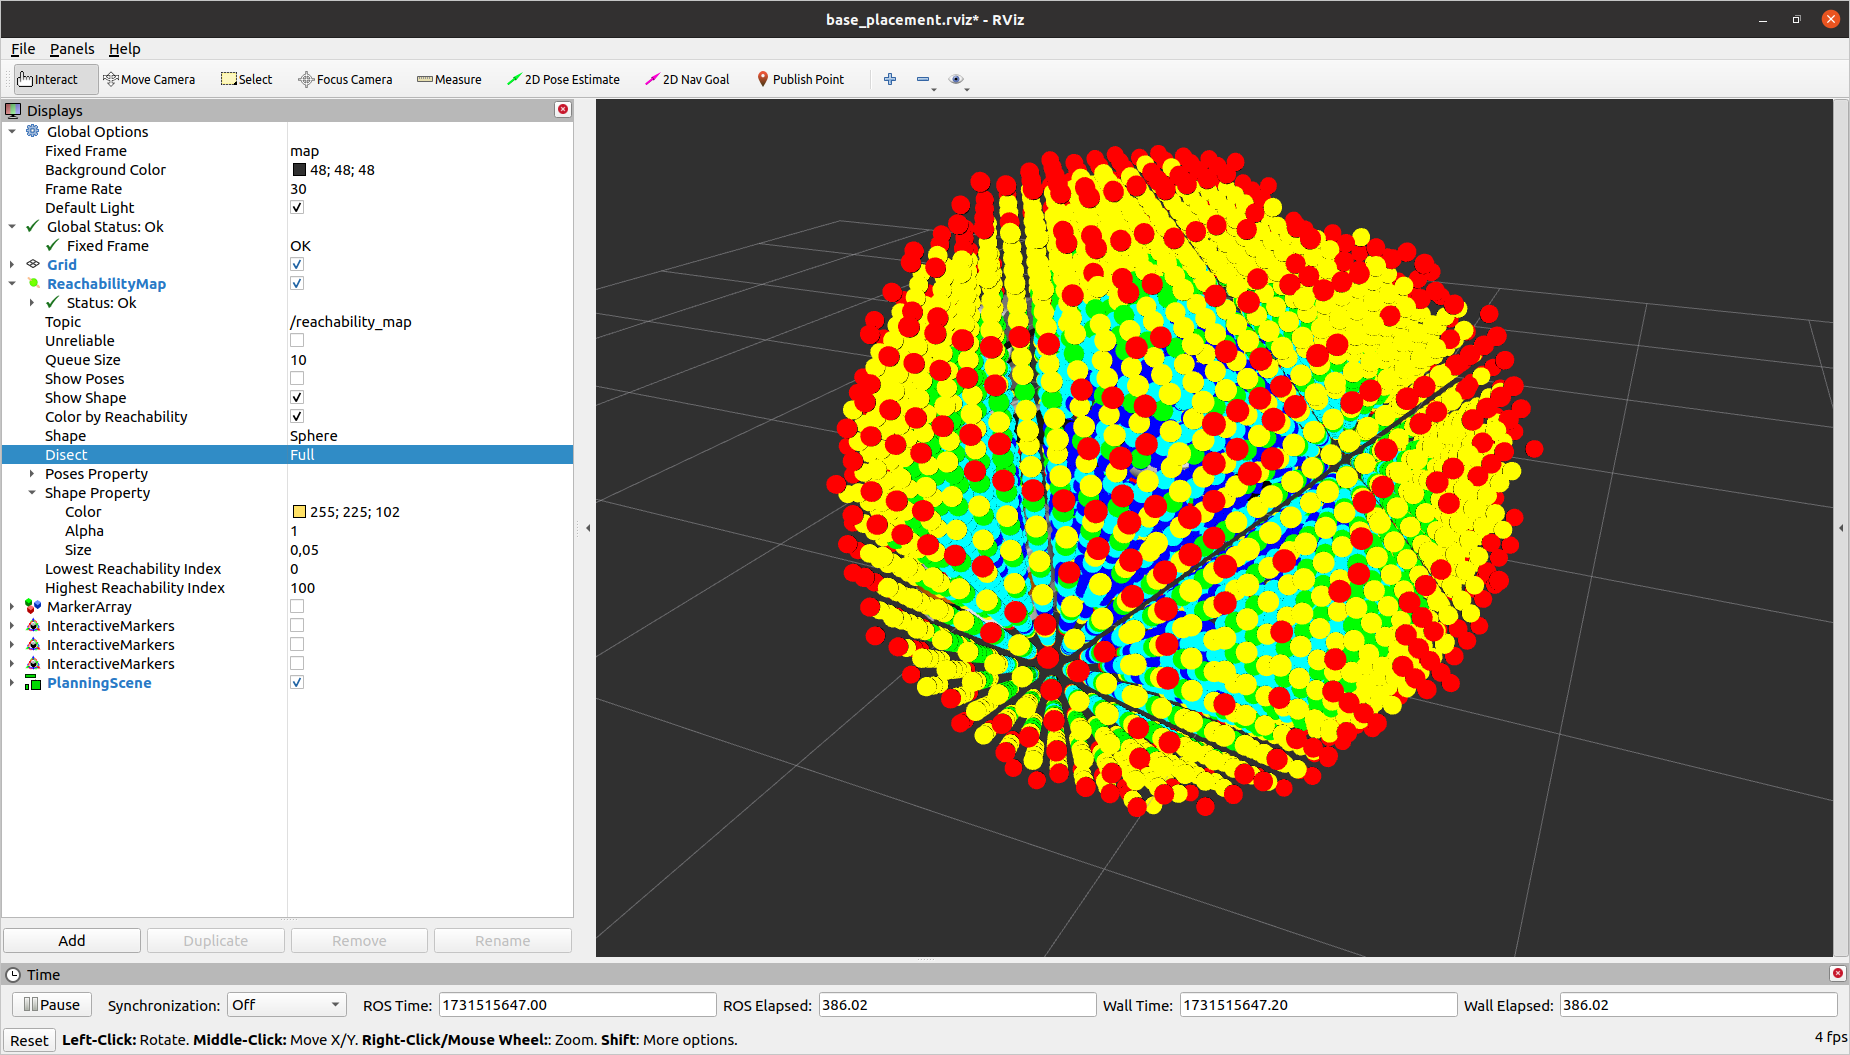 base_placement.rviz* - RViz
File Panels Help
Interact Move Camera Select Focus Camera Measure 2D Pose Estimate 2D Nav Goal Publish Point
Displays
Global Options
Fixed Frame map
Background Color 48; 48; 48
Frame Rate 30
Default Light
Global Status: Ok
Fixed Frame OK
Grid
ReachabilityMap
Status: Ok
Topic /reachability_map
Unreliable
Queue Size 10
Show Poses
Show Shape
Color by Reachability
Shape Sphere
Disect Full
Poses Property
Shape Property
Color 255; 225; 102
Alpha 1
Size 0,05
Lowest Reachability Index 0
Highest Reachability Index 100
MarkerArray
InteractiveMarkers
InteractiveMarkers
InteractiveMarkers
PlanningScene
Add Duplicate Remove Rename
Time
Pause Synchronization: Off ROS Time: 1731515647.00 ROS Elapsed: 386.02 Wall Time: 1731515647.20 Wall Elapsed: 386.02
Reset Left-Click: Rotate. Middle-Click: Move X/Y. Right-Click/Mouse Wheel:: Zoom. Shift: More options. 4 fps